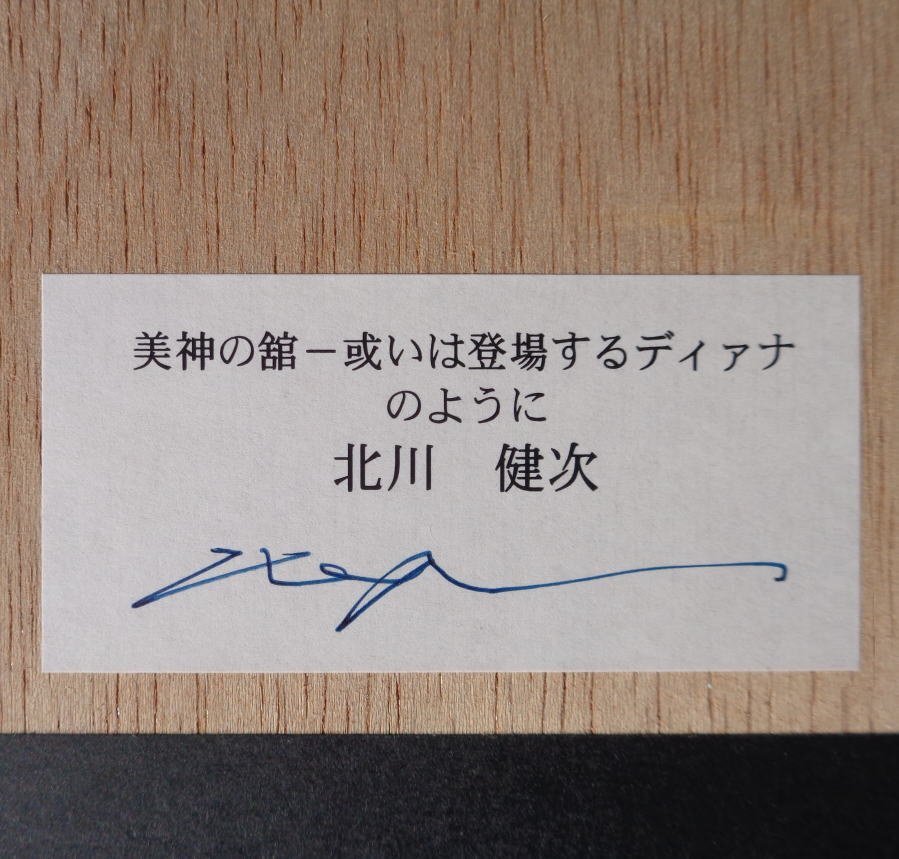 美神の舘－或いは登場するディァナ
のように
北川　健次